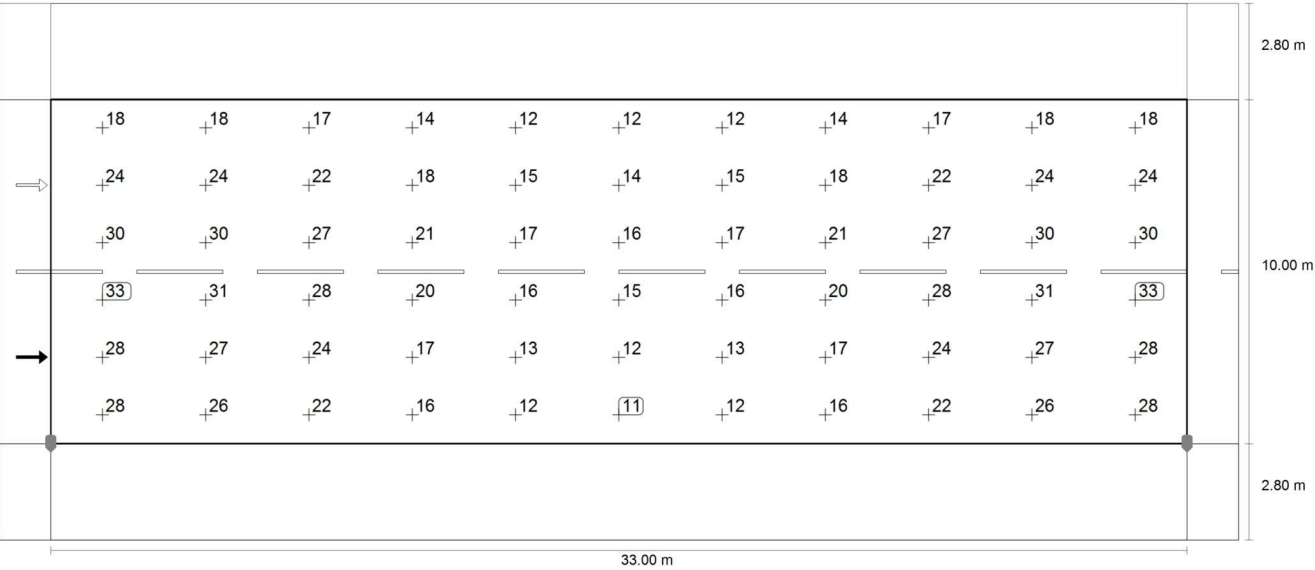 2.80 m
18 18 17 14 12 12 12 14 17 18 18
24 24 22 18 15 14 15 18 22 24 24
30 30 27 21 17 16 17 21 27 30 30
10.00 m
33 31 28 20 16 15 16 20 28 31 33
28 27 24 17 13 12 13 17 24 27 28
28 26 22 16 12 11 12 16 22 26 28
2.80 m
33.00 m